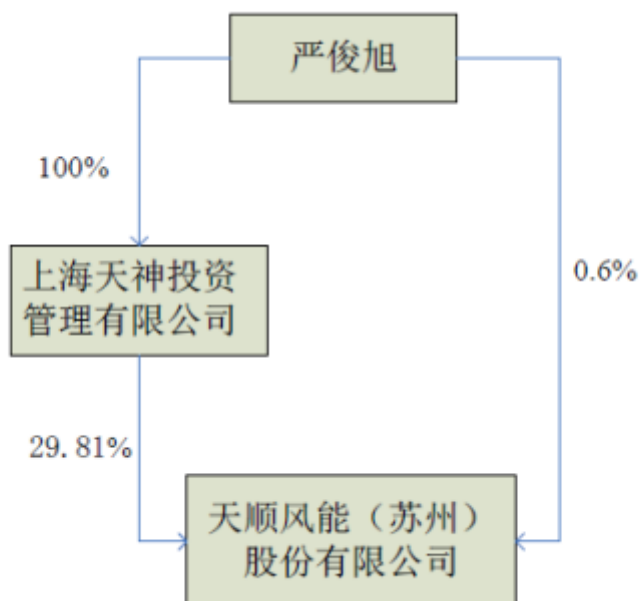 严俊旭
100%
上海天神投资
管理有限公司
0.6%
29.81%
天顺风能（苏州）
股份有限公司